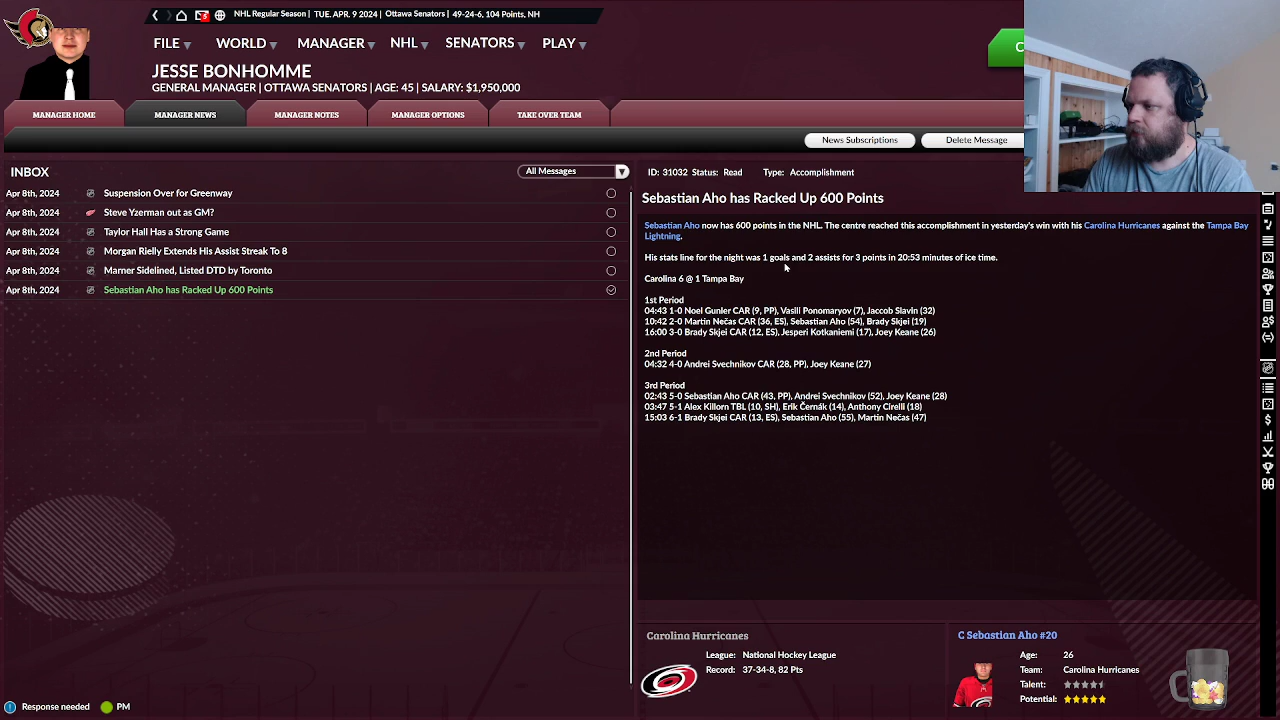 NHL Regular Season | TUE. APR. 9 2024 | Ottawa Senators | 49-24-6, 104 Points, NH
FILE WORLD MANAGER NHL SENATORS PLAY
JESSE BONHOMME
GENERAL MANAGER | OTTAWA SENATORS | AGE: 45 | SALARY: $1,950,000
MANAGER HOME MANAGER NEWS MANAGER NOTES MANAGER OPTIONS TAKE OVER TEAM
News Subscriptions Delete Message
INBOX All Messages
Apr 8th, 2024 Suspension Over for Greenway
Apr 8th, 2024 Steve Yzerman out as GM?
Apr 8th, 2024 Taylor Hall Has a Strong Game
Apr 8th, 2024 Morgan Rielly Extends His Assist Streak To 8
Apr 8th, 2024 Marner Sidelined, Listed DTD by Toronto
Apr 8th, 2024 Sebastian Aho has Racked Up 600 Points
Response needed PM
ID: 31032 Status: Read Type: Accomplishment
Sebastian Aho has Racked Up 600 Points
Sebastian Aho now has 600 points in the NHL. The centre reached this accomplishment in yesterday's win with his Carolina Hurricanes against the Tampa Bay
Lightning.
His stats line for the night was 1 goals and 2 assists for 3 points in 20:53 minutes of ice time.
Carolina 6 @ 1 Tampa Bay
1st Period
04:43 1-0 Noel Gunler CAR (9, PP), Vasili Ponomaryov (7), Jaccob Slavin (32)
10:42 2-0 Martin Nečas CAR (36, ES), Sebastian Aho (54), Brady Skjei (19)
16:00 3-0 Brady Skjei CAR (12, ES), Jesperi Kotkaniemi (17), Joey Keane (26)
2nd Period
04:32 4-0 Andrei Svechnikov CAR (28, PP), Joey Keane (27)
3rd Period
02:43 5-0 Sebastian Aho CAR (43, PP), Andrei Svechnikov (52), Joey Keane (28)
03:47 5-1 Alex Killorn TBL (10, SH), Erik Černák (14), Anthony Cirelli (18)
15:03 6-1 Brady Skjei CAR (13, ES), Sebastian Aho (55), Martin Nečas (47)
Carolina Hurricanes
League: National Hockey League
Record: 37-34-8, 82 Pts
C Sebastian Aho #20
Age: 26
Team: Carolina Hurricanes
Talent:
Potential: